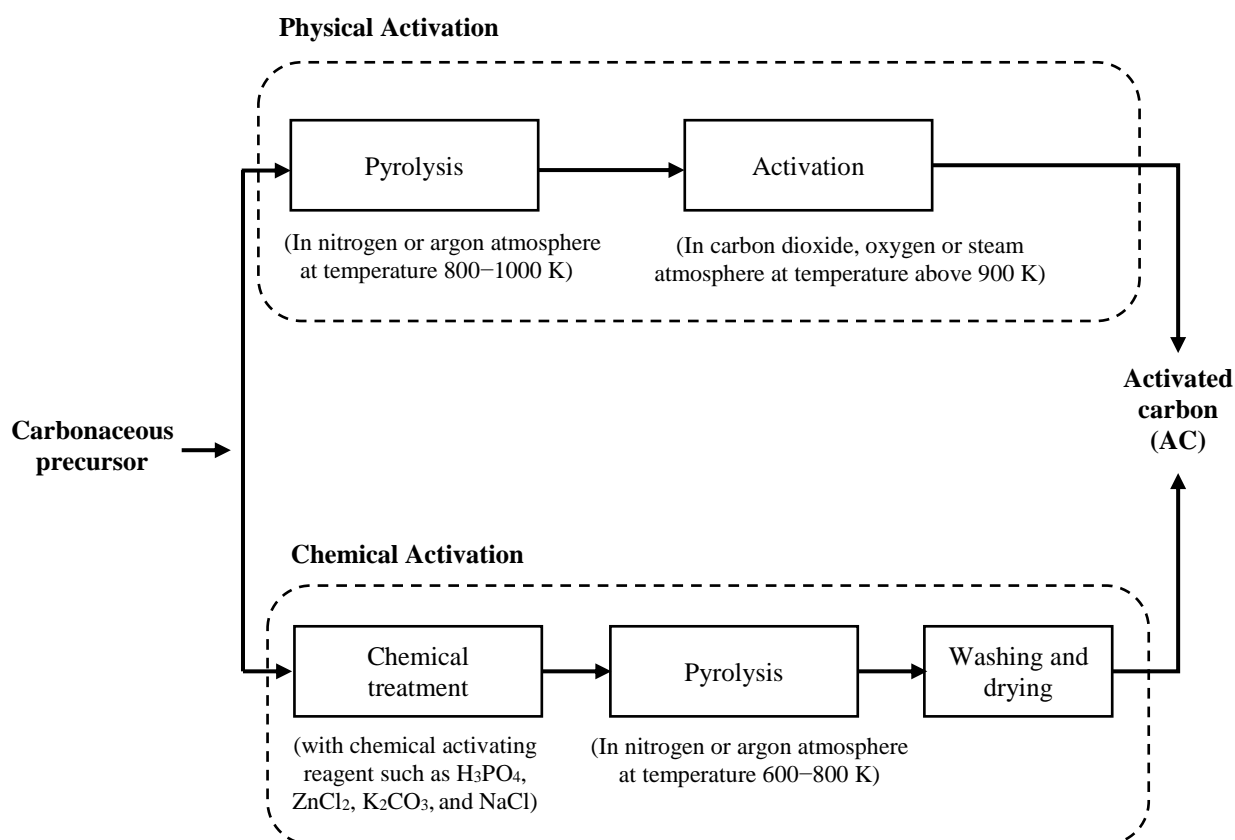 Physical Activation
Pyrolysis
Activation
(In nitrogen or argon atmosphere
at temperature 800−1000 K)
(In carbon dioxide, oxygen or steam
atmosphere at temperature above 900 K)
Carbonaceous
precursor
Activated
carbon
(AC)
Chemical Activation
Chemical
treatment
Pyrolysis
Washing and
drying
(with chemical activating
reagent such as H₃PO₄,
ZnCl₂, K₂CO₃, and NaCl)
(In nitrogen or argon atmosphere
at temperature 600−800 K)